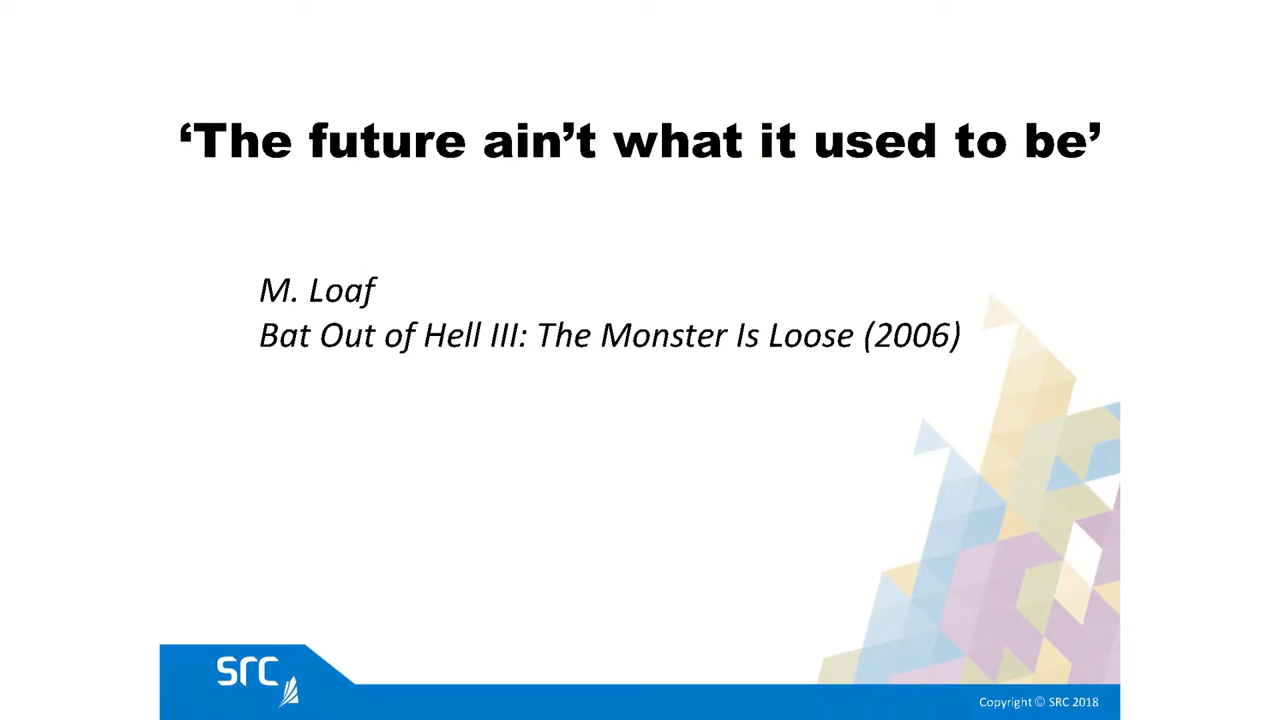 ‘The future ain’t what it used to be’
M. Loaf
Bat Out of Hell III: The Monster Is Loose (2006)
src
Copyright © SRC 2018